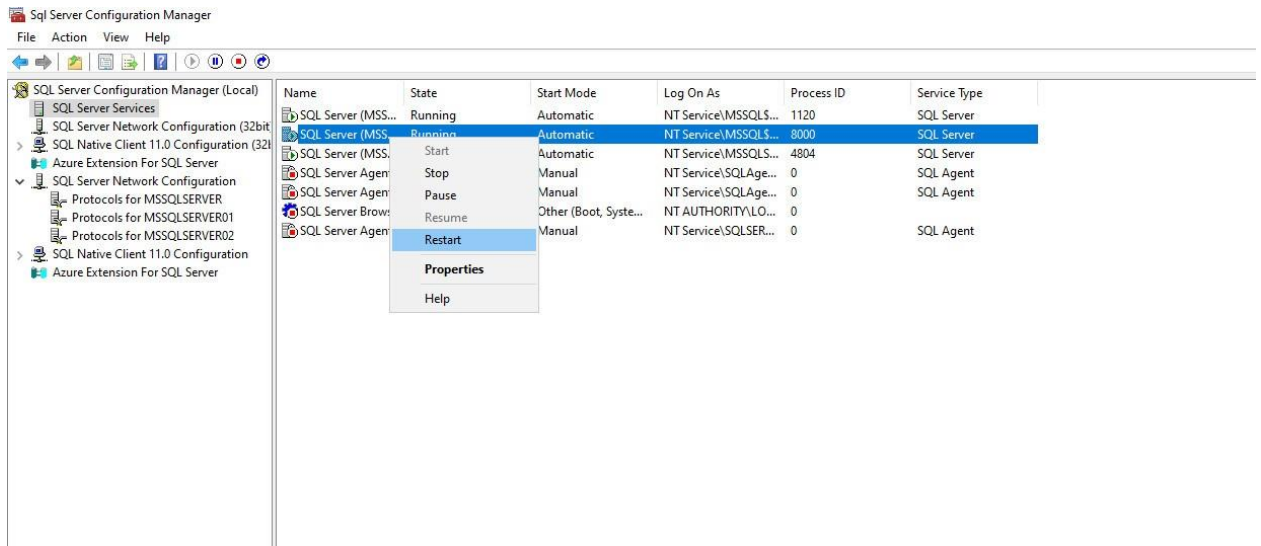 Sql Server Configuration Manager
File Action View Help
SQL Server Configuration Manager (Local)
SQL Server Services
SQL Server Network Configuration (32bit
SQL Native Client 11.0 Configuration (32l
Azure Extension For SQL Server
SQL Server Network Configuration
Protocols for MSSQLSERVER
Protocols for MSSQLSERVER01
Protocols for MSSQLSERVER02
SQL Native Client 11.0 Configuration
Azure Extension For SQL Server
Name State Start Mode Log On As Process ID Service Type
SQL Server (MSS... Running Automatic NT Service\MSSQL$... 1120 SQL Server
SQL Server (MSS... Running Automatic NT Service\MSSQL$... 8000 SQL Server
SQL Server (MSS. Automatic NT Service\MSSQLS... 4804 SQL Server
SQL Server Agen Manual NT Service\SQLAge... 0 SQL Agent
SQL Server Agen Manual NT Service\SQLAge... 0 SQL Agent
SQL Server Brow Other (Boot, Syste... NT AUTHORITY\LO... 0
SQL Server Agen Manual NT Service\SQLSER... 0 SQL Agent
Start
Stop
Pause
Resume
Restart
Properties
Help